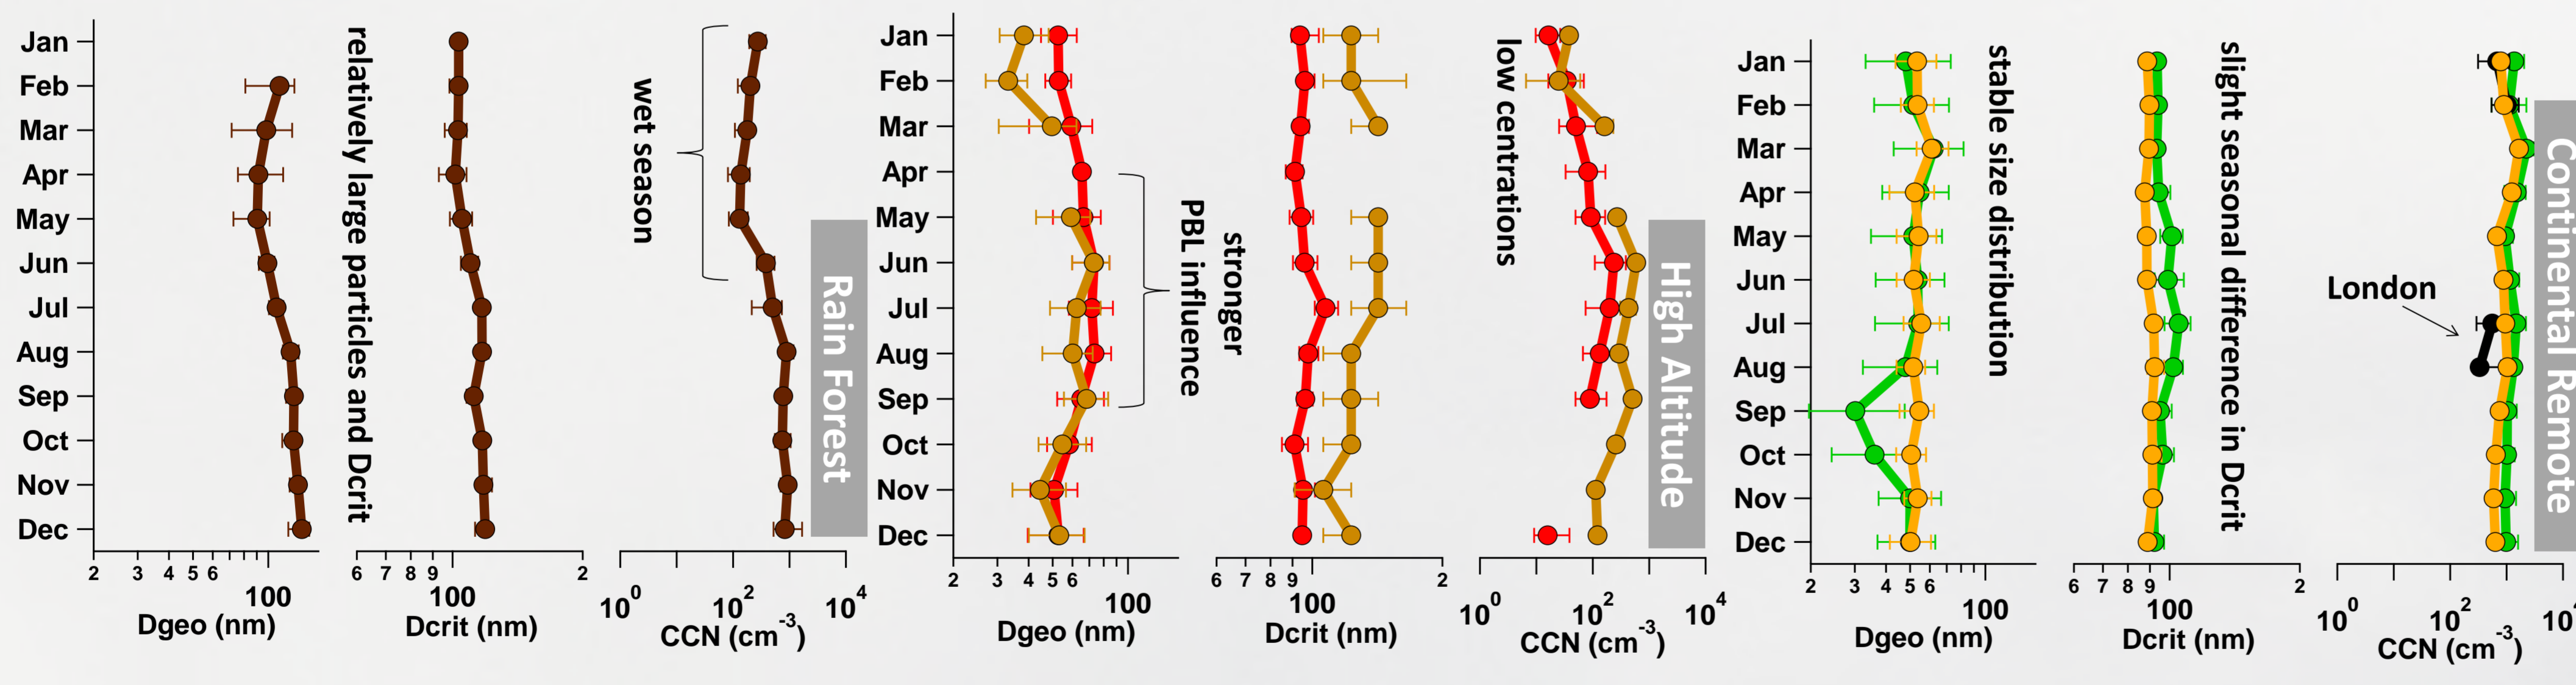 Jan
Feb
Mar
Apr
May
Jun
Jul
Aug
Sep
Oct
Nov
Dec
2
3
4
5
6
100
Dgeo (nm)
relatively large particles and Dcrit
6
7
8
9
100
2
Dcrit (nm)
wet season
10^0
10^2
10^4
CCN (cm^-3)
Rain Forest
Jan
Feb
Mar
Apr
May
Jun
Jul
Aug
Sep
Oct
Nov
Dec
2
3
4
5
6
100
Dgeo (nm)
stronger
PBL influence
6
7
8
9
100
2
Dcrit (nm)
low centrations
10^0
10^2
10^4
CCN (cm^-3)
High Altitude
Jan
Feb
Mar
Apr
May
Jun
Jul
Aug
Sep
Oct
Nov
Dec
2
3
4
5
6
100
Dgeo (nm)
stable size distribution
6
7
8
9
100
2
Dcrit (nm)
slight seasonal difference in Dcrit
London
10^0
10^2
10
CCN (cm^-3)
Continental Remote